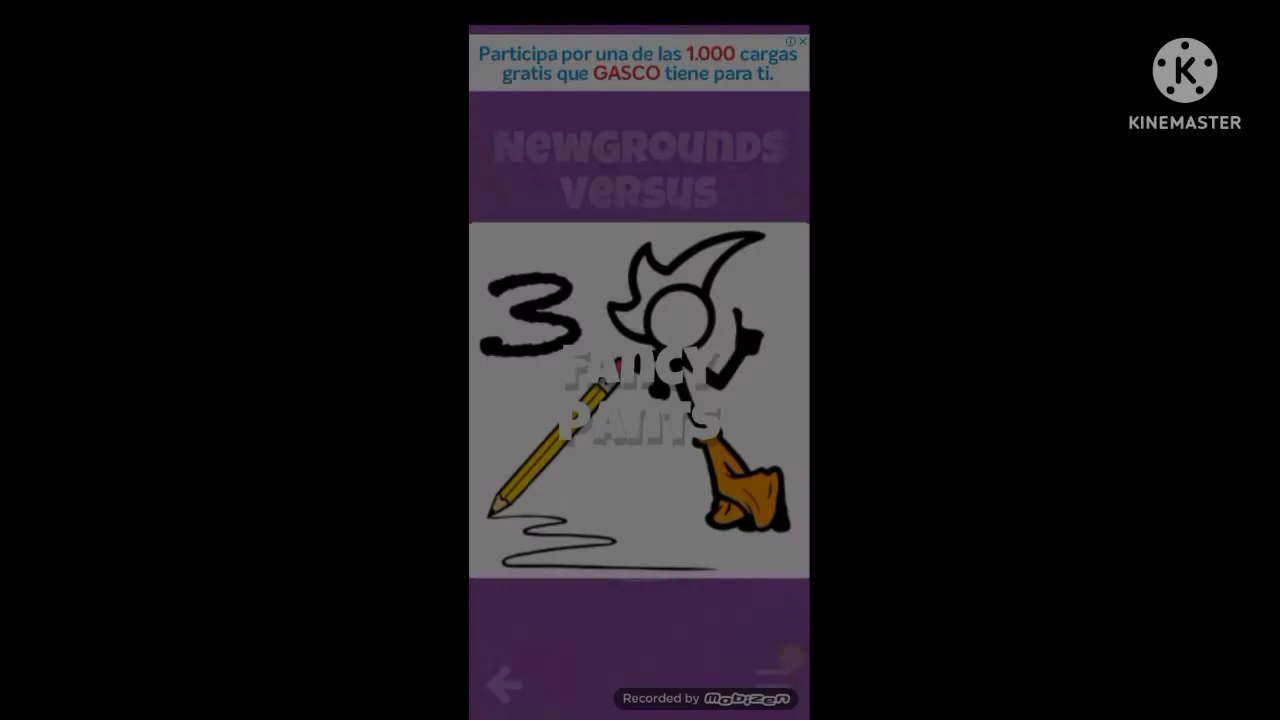 Participa por una de las 1.000 cargas
gratis que GASCO tiene para ti.
K
KINEMASTER
NEWGROUNDS
VERSUS
3
FANCY
PANTS
Recorded by mobizen